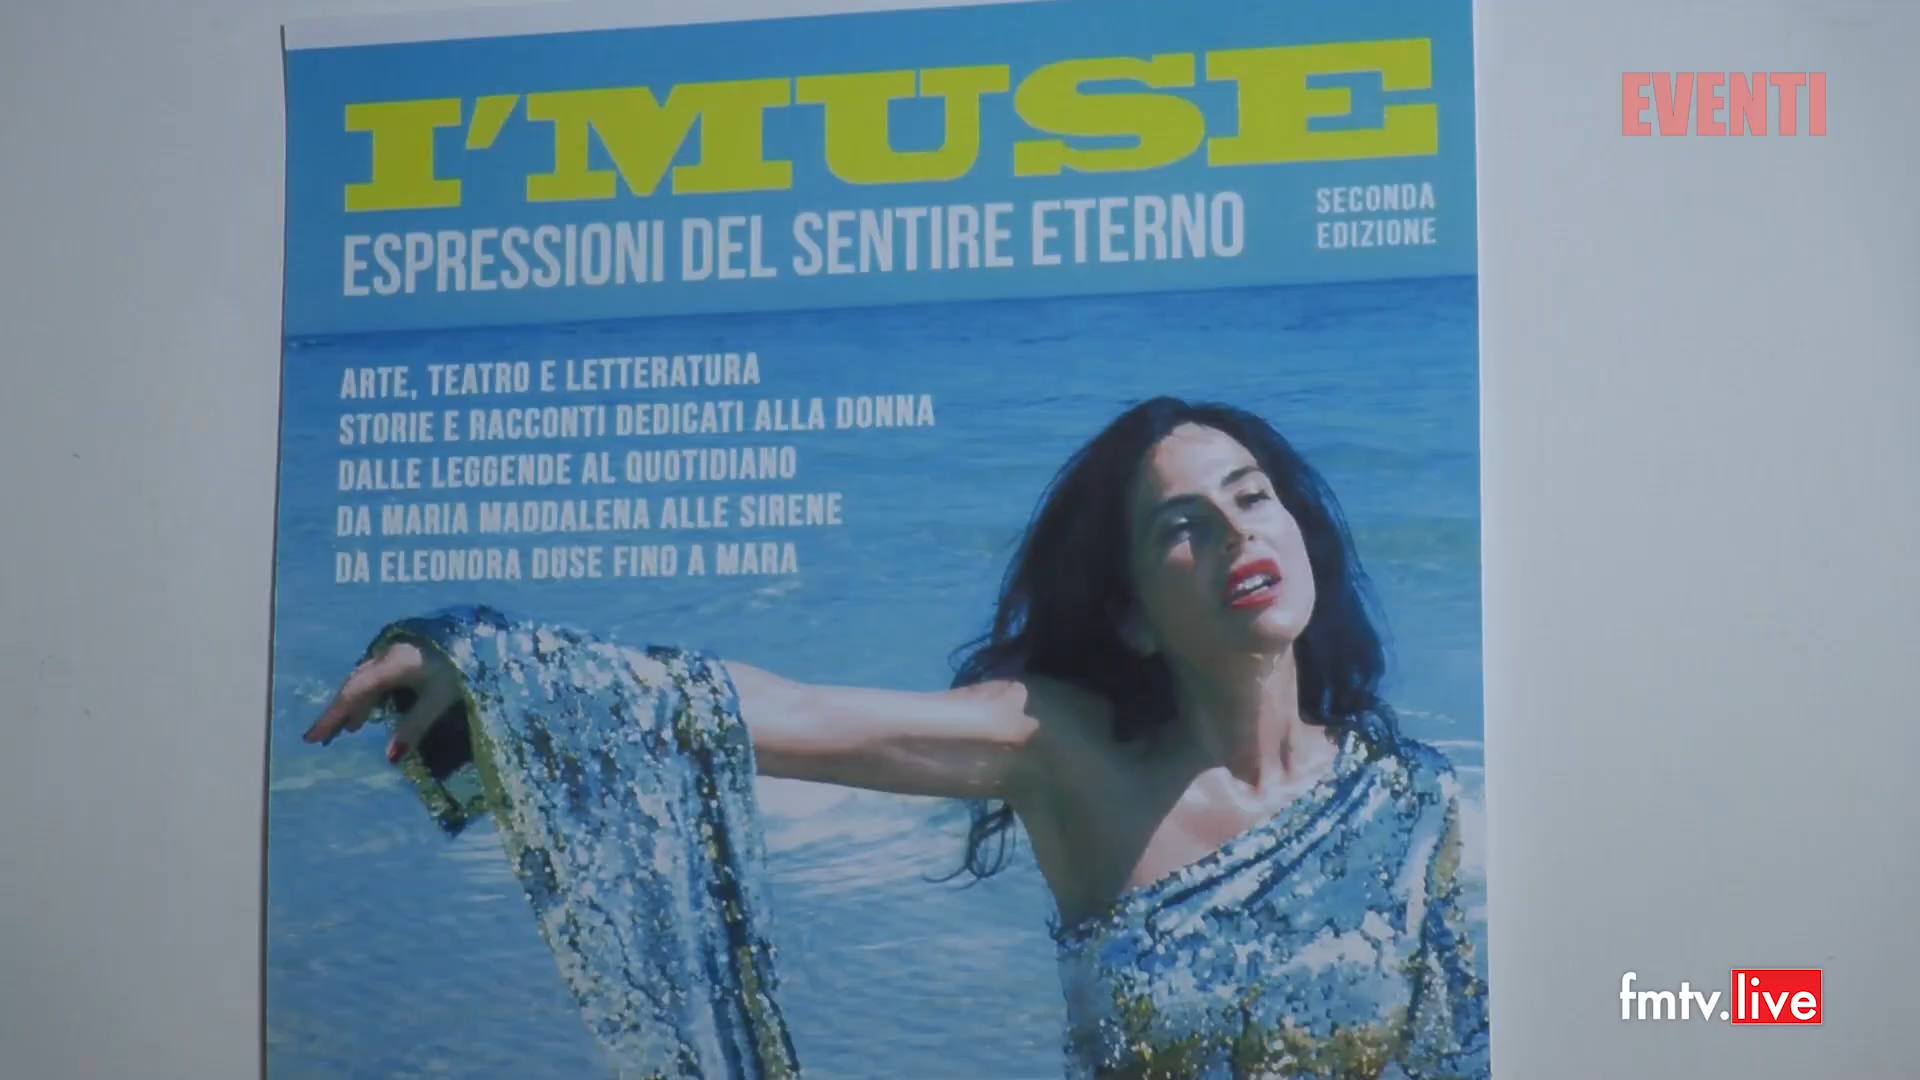 I'MUSE
ESPRESSIONI DEL SENTIRE ETERNO
SECONDA
EDIZIONE
ARTE, TEATRO E LETTERATURA
STORIE E RACCONTI DEDICATI ALLA DONNA
DALLE LEGGENDE AL QUOTIDIANO
DA MARIA MADDALENA ALLE SIRENE
DA ELEONORA DUSE FINO A MARA
EVENTI
fmtv.live